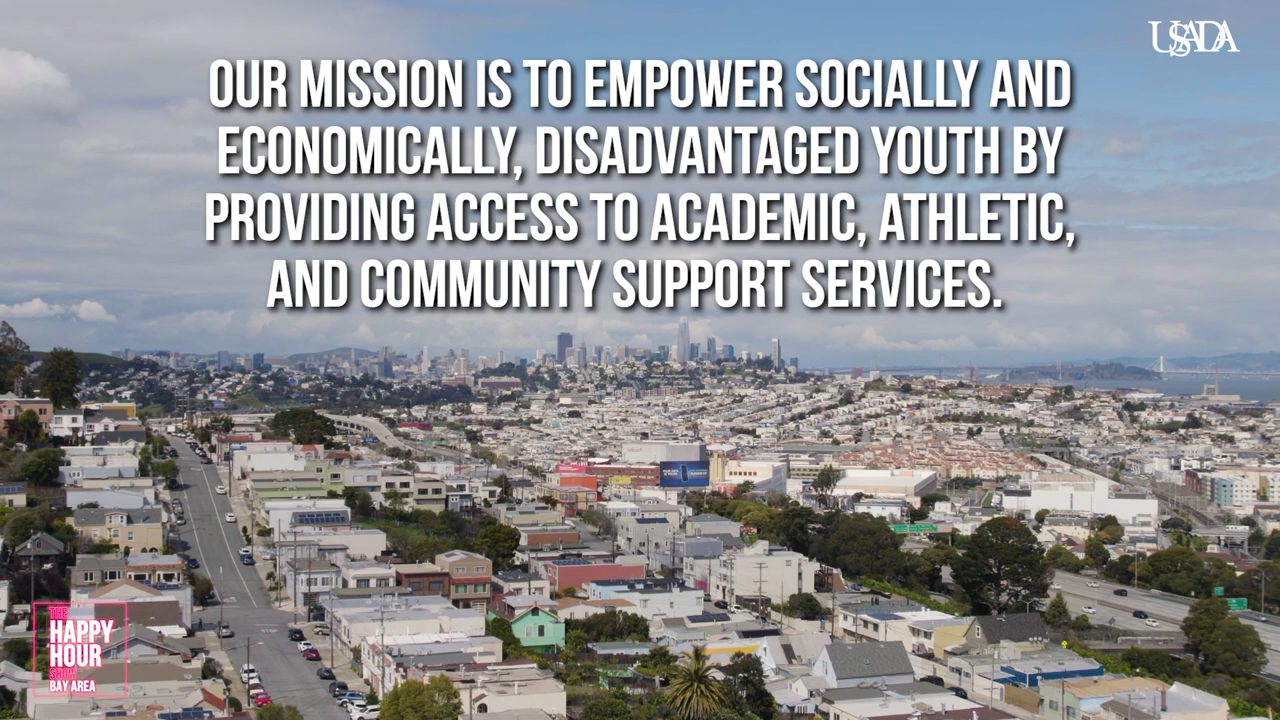 USADA
OUR MISSION IS TO EMPOWER SOCIALLY AND
ECONOMICALLY, DISADVANTAGED YOUTH BY
PROVIDING ACCESS TO ACADEMIC, ATHLETIC,
AND COMMUNITY SUPPORT SERVICES.
THE
HAPPY
HOUR
SHOW
BAY AREA